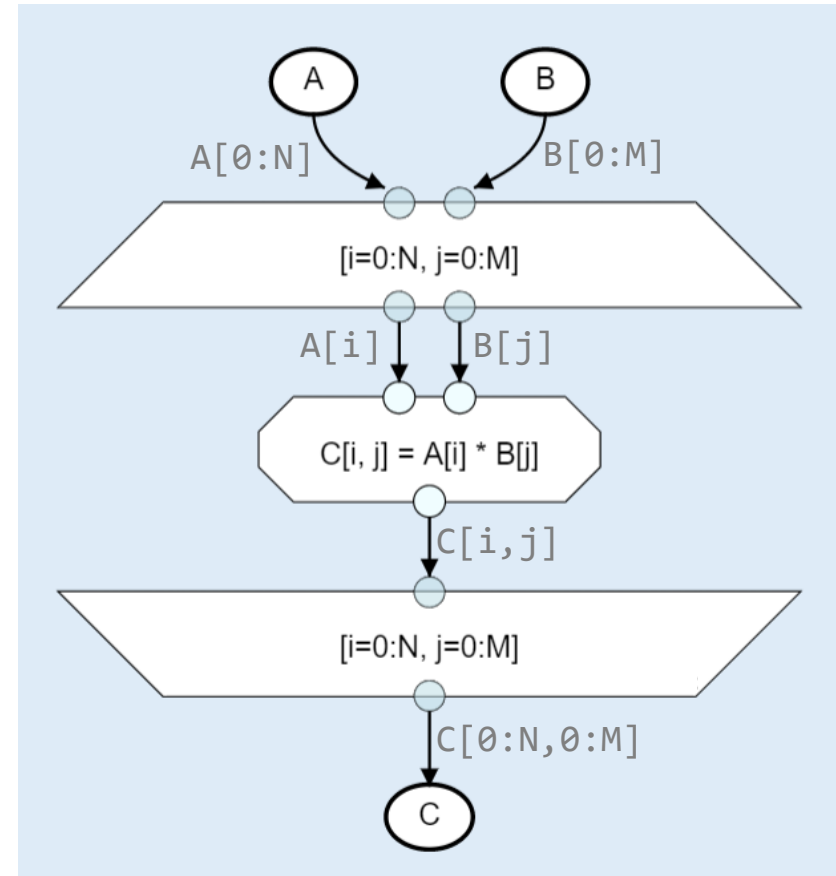 A
B
A[0:N]
B[0:M]
[i=0:N, j=0:M]
A[i]
B[j]
C[i, j] = A[i] * B[j]
C[i,j]
[i=0:N, j=0:M]
C[0:N,0:M]
C